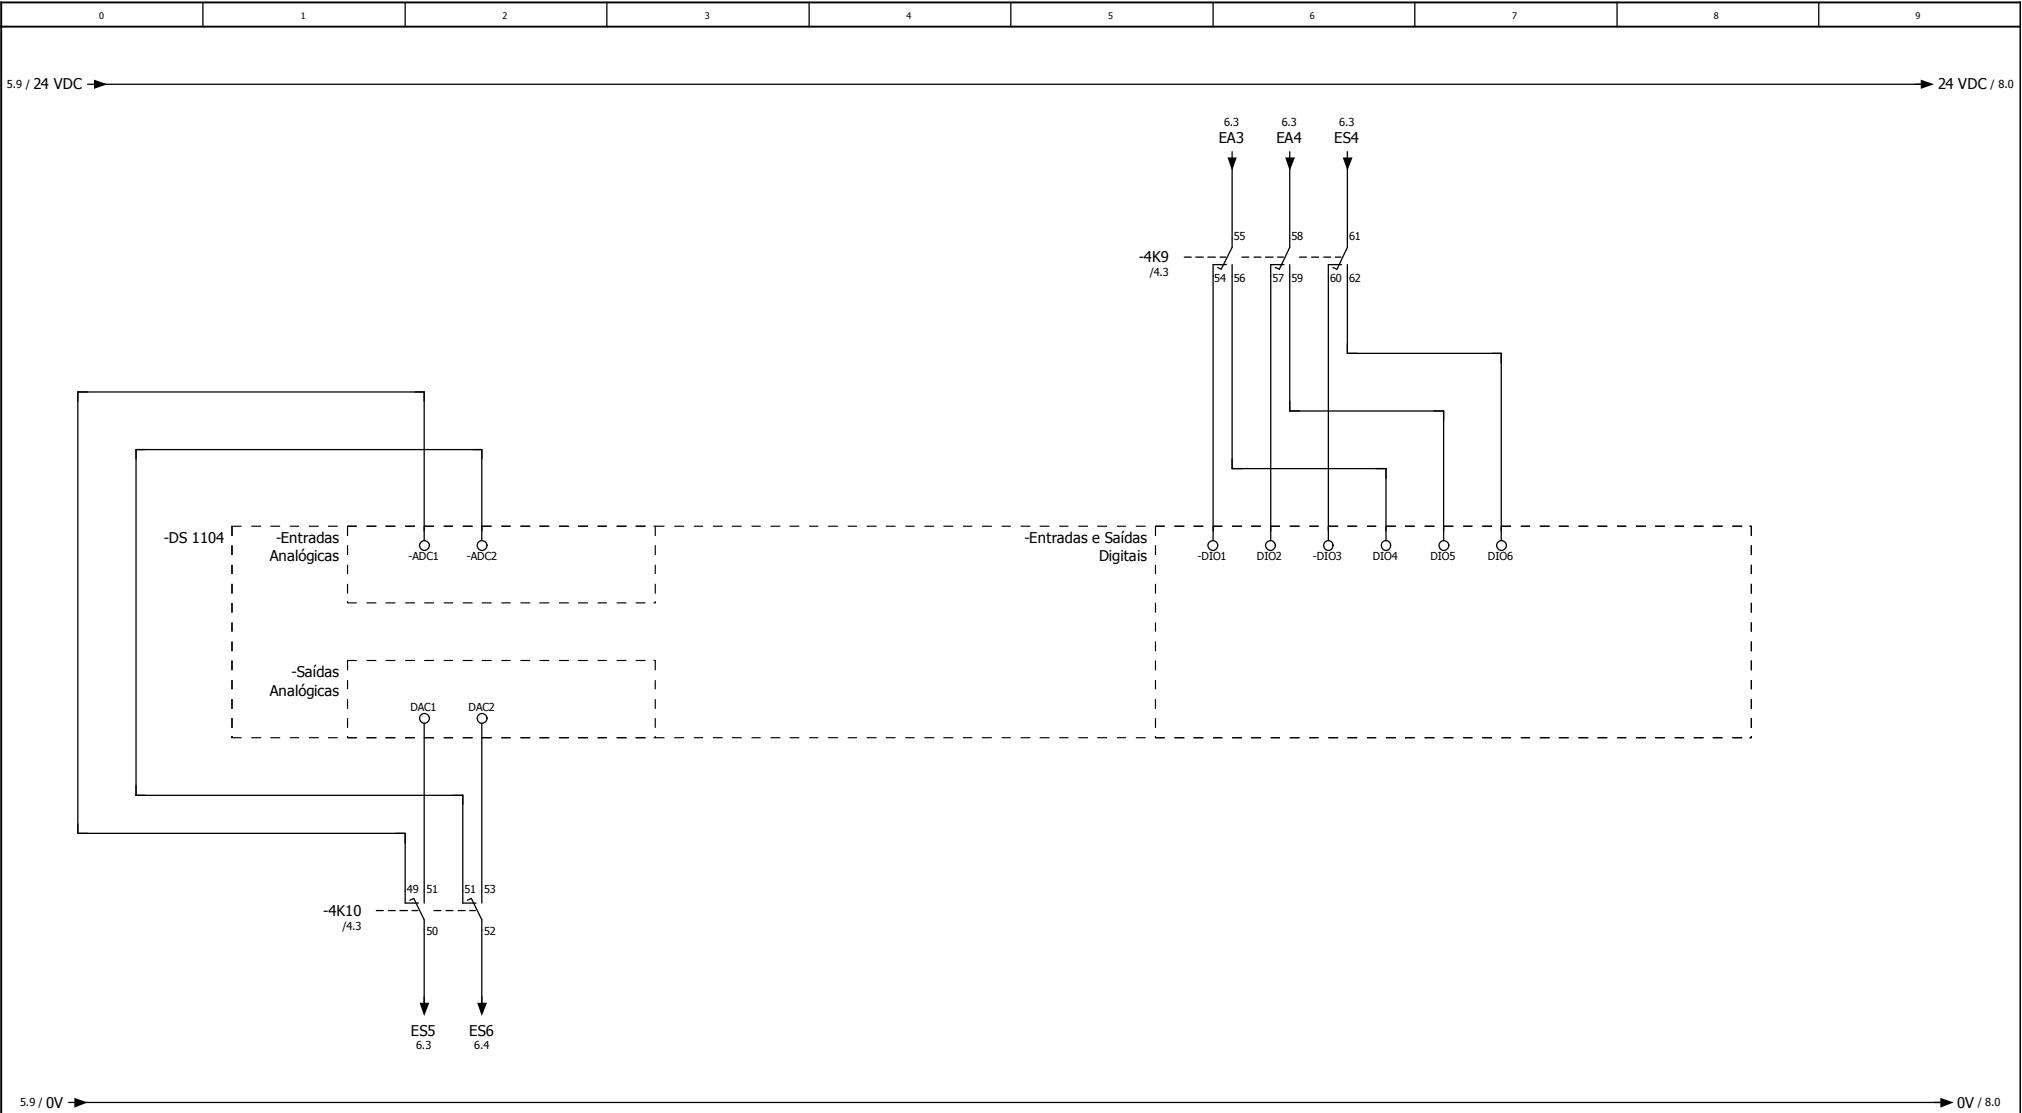 0 1 2 3 4 5 6 7 8 9
5.9 / 24 VDC
24 VDC / 8.0
6.3 6.3 6.3
EA3 EA4 ES4
55 58 61
-4K9
/4.3
54 56 57 59 60 62
-DS 1104
-Entradas
Analógicas
-ADC1 -ADC2
-Entradas e Saídas
Digitais
-DIO1 DIO2 -DIO3 DIO4 DIO5 DIO6
-Saídas
Analógicas
DAC1 DAC2
49 51 51 53
-4K10
/4.3
50 52
ES5 ES6
6.3 6.4
5.9 / 0V
0V / 8.0